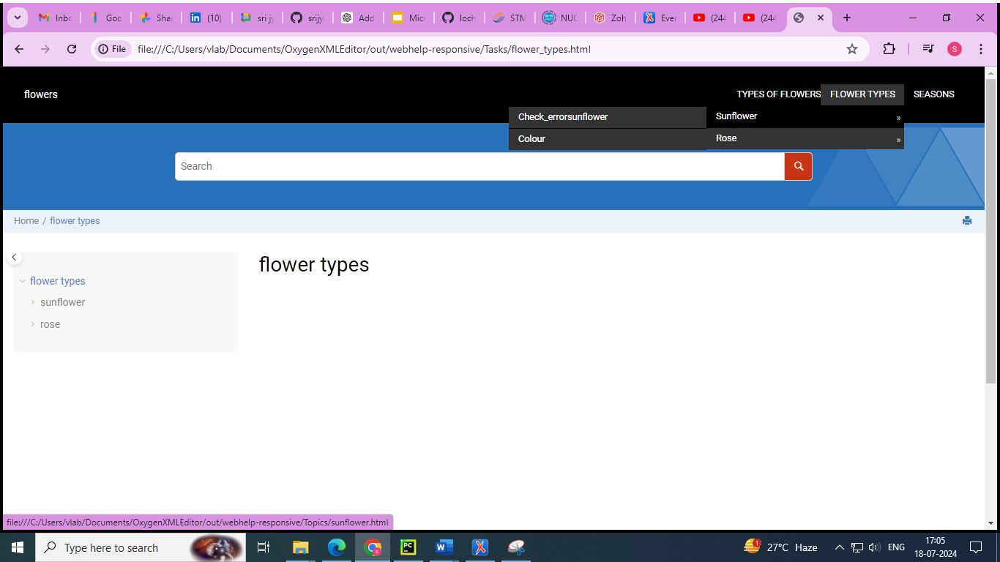 Inbo
Goo
Shar
(10)
sri jy
srijy
Add
Micr
loch
STM
NUC
Zoh
Ever
(244
(244
File
file:///C:/Users/vlab/Documents/OxygenXMLEditor/out/webhelp-responsive/Tasks/flower_types.html
S
flowers
TYPES OF FLOWERS
FLOWER TYPES
SEASONS
Check_errorsunflower
Sunflower »
Colour
Rose »
Search
Home / flower types
flower types
flower types
sunflower
rose
file:///C:/Users/vlab/Documents/OxygenXMLEditor/out/webhelp-responsive/Topics/sunflower.html
Type here to search
27°C Haze
ENG
17:05
18-07-2024